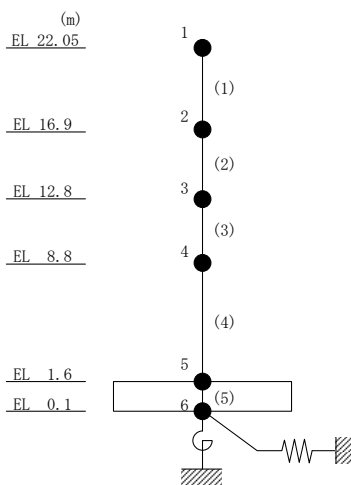 (m)
1
EL 22.05
(1)
2
EL 16.9
(2)
3
EL 12.8
(3)
4
EL 8.8
(4)
5
EL 1.6
(5)
6
EL 0.1